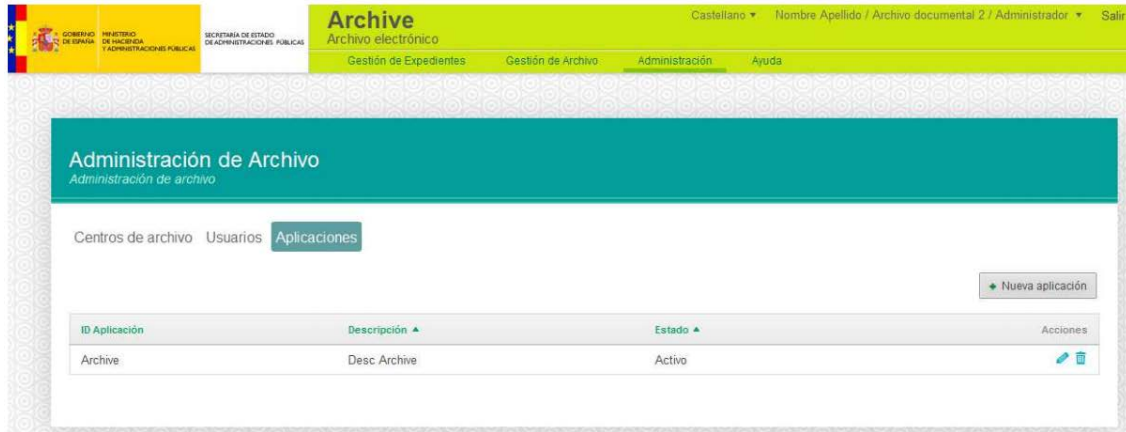 GOBIERNO DE ESPAÑA
MINISTERIO DE HACIENDA Y ADMINISTRACIONES PÚBLICAS
SECRETARÍA DE ESTADO DE ADMINISTRACIONES PÚBLICAS
Archive
Archivo electrónico
Castellano Nombre Apellido / Archivo documental 2 / Administrador Salir
Gestión de Expedientes Gestión de Archivo Administración Ayuda
Administración de Archivo
Administración de archivo
Centros de archivo Usuarios Aplicaciones
Nueva aplicación
ID Aplicación Descripción Estado Acciones
Archive Desc Archive Activo